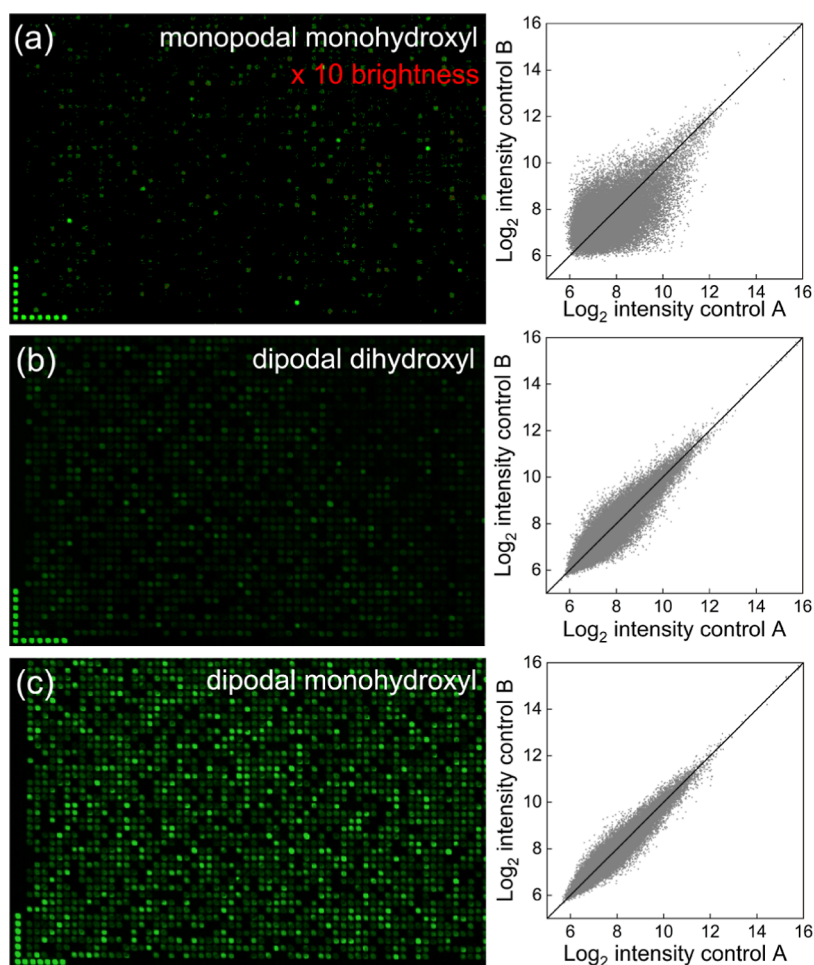 (a) monopodal monohydroxyl
x 10 brightness
Log₂ intensity control B
16
14
12
10
8
6
6 8 10 12 14 16
Log₂ intensity control A
(b) dipodal dihydroxyl
Log₂ intensity control B
16
14
12
10
8
6
6 8 10 12 14 16
Log₂ intensity control A
(c) dipodal monohydroxyl
Log₂ intensity control B
16
14
12
10
8
6
6 8 10 12 14 16
Log₂ intensity control A